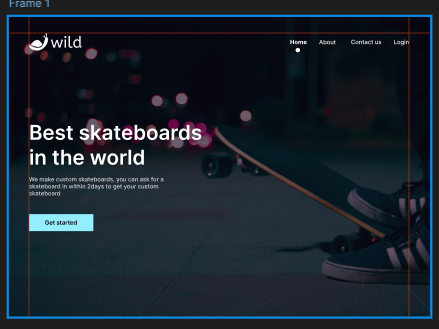 Frame 1
wild
Home About Contact us Login
Best skateboards
in the world
We make custom skateboards, you can ask for a
skateboard in within 2days to get your custom
skateboard
Get started